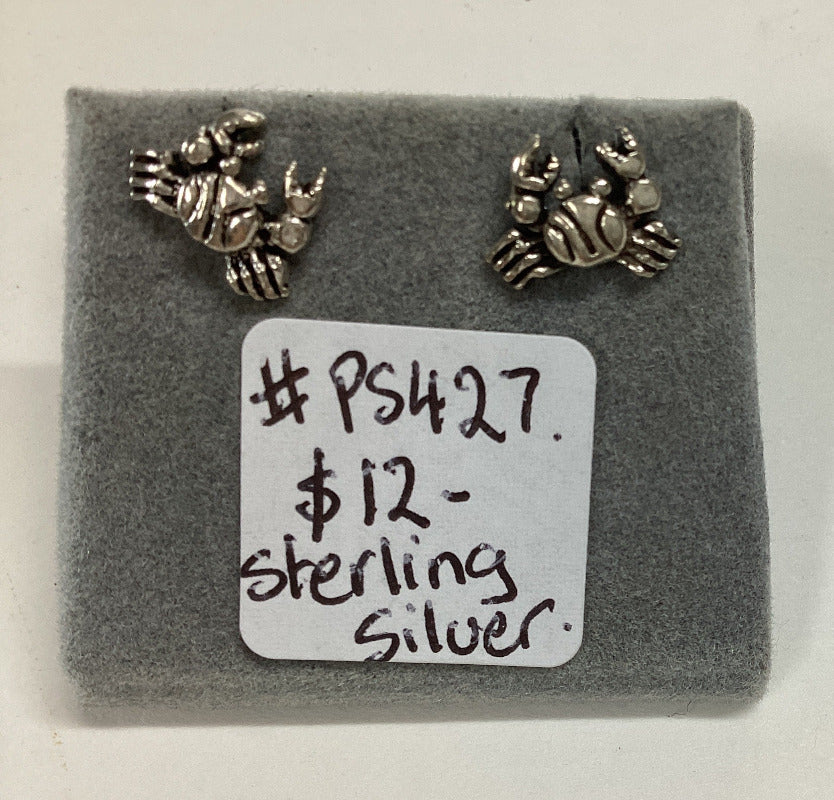 # PS427.
$12-
sterling
silver.